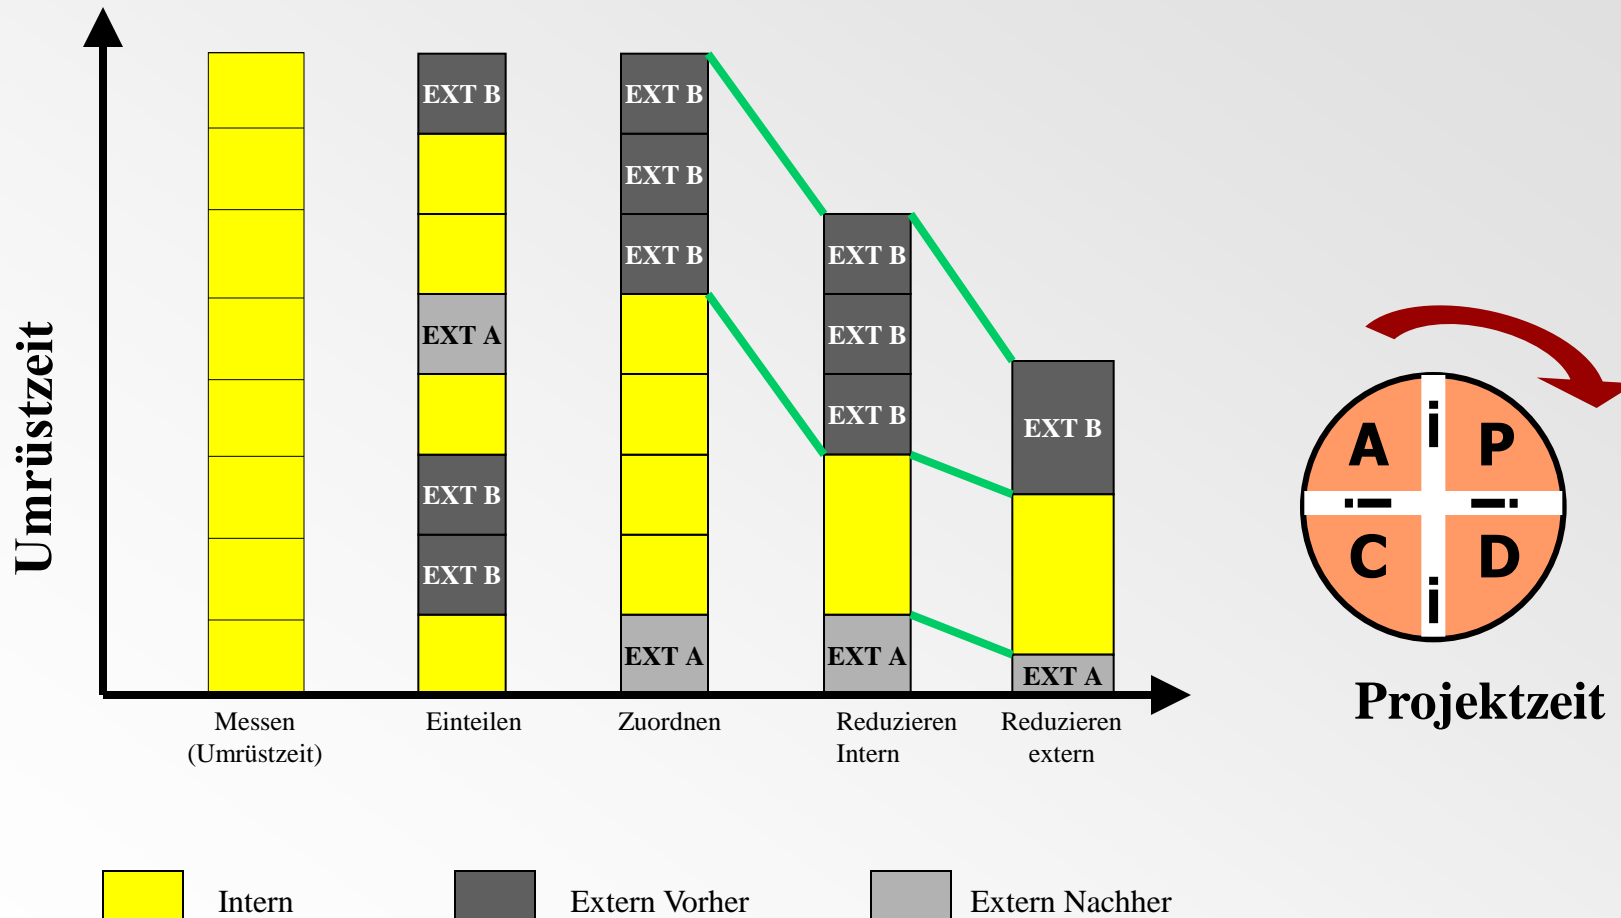 Umrüstzeit
EXT B
EXT A
EXT B
EXT B
EXT B
EXT B
EXT B
EXT A
EXT B
EXT B
EXT B
EXT A
EXT B
EXT A
Messen
(Umrüstzeit)
Einteilen
Zuordnen
Reduzieren
Intern
Reduzieren
extern
A i P
i i
C i D
Projektzeit
Intern
Extern Vorher
Extern Nachher